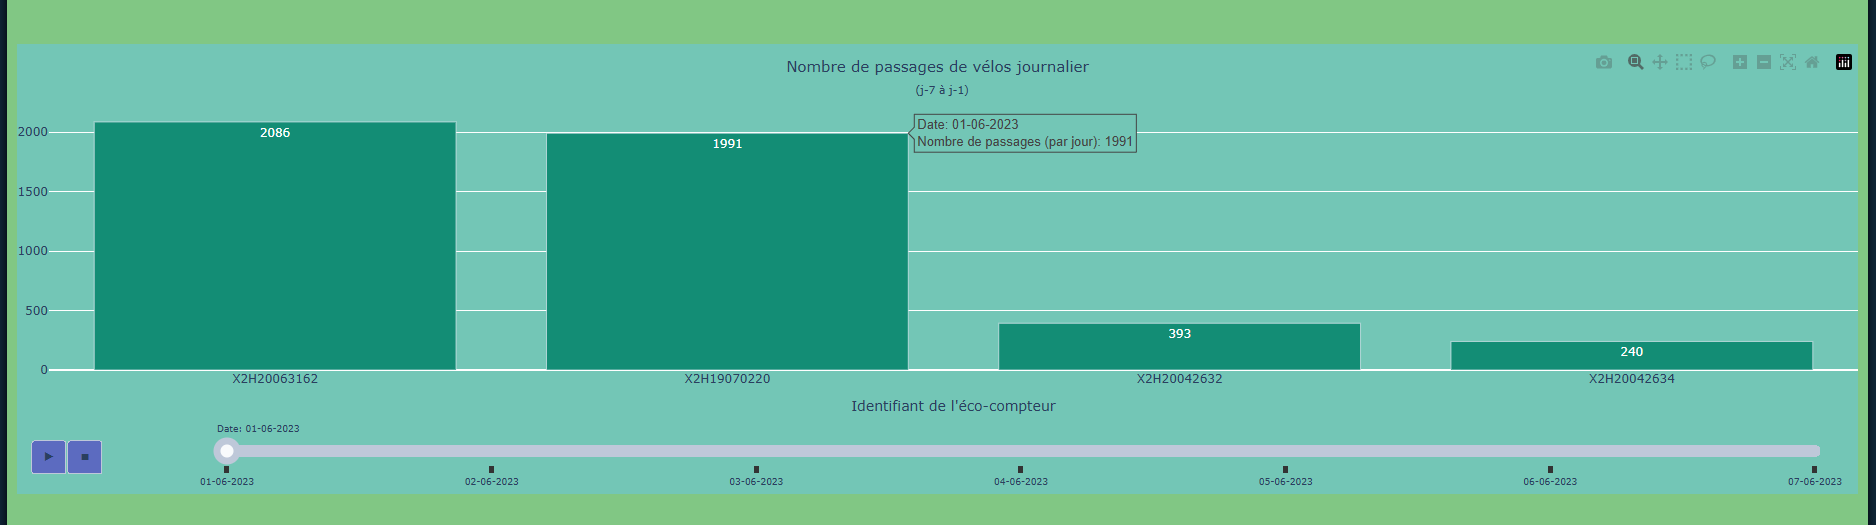 Nombre de passages de vélos journalier
(j-7 à j-1)
2000
1500
1000
500
0
2086
1991
393
240
Date: 01-06-2023
Nombre de passages (par jour): 1991
X2H20063162
X2H19070220
X2H20042632
X2H20042634
Identifiant de l'éco-compteur
Date: 01-06-2023
01-06-2023
02-06-2023
03-06-2023
04-06-2023
05-06-2023
06-06-2023
07-06-2023